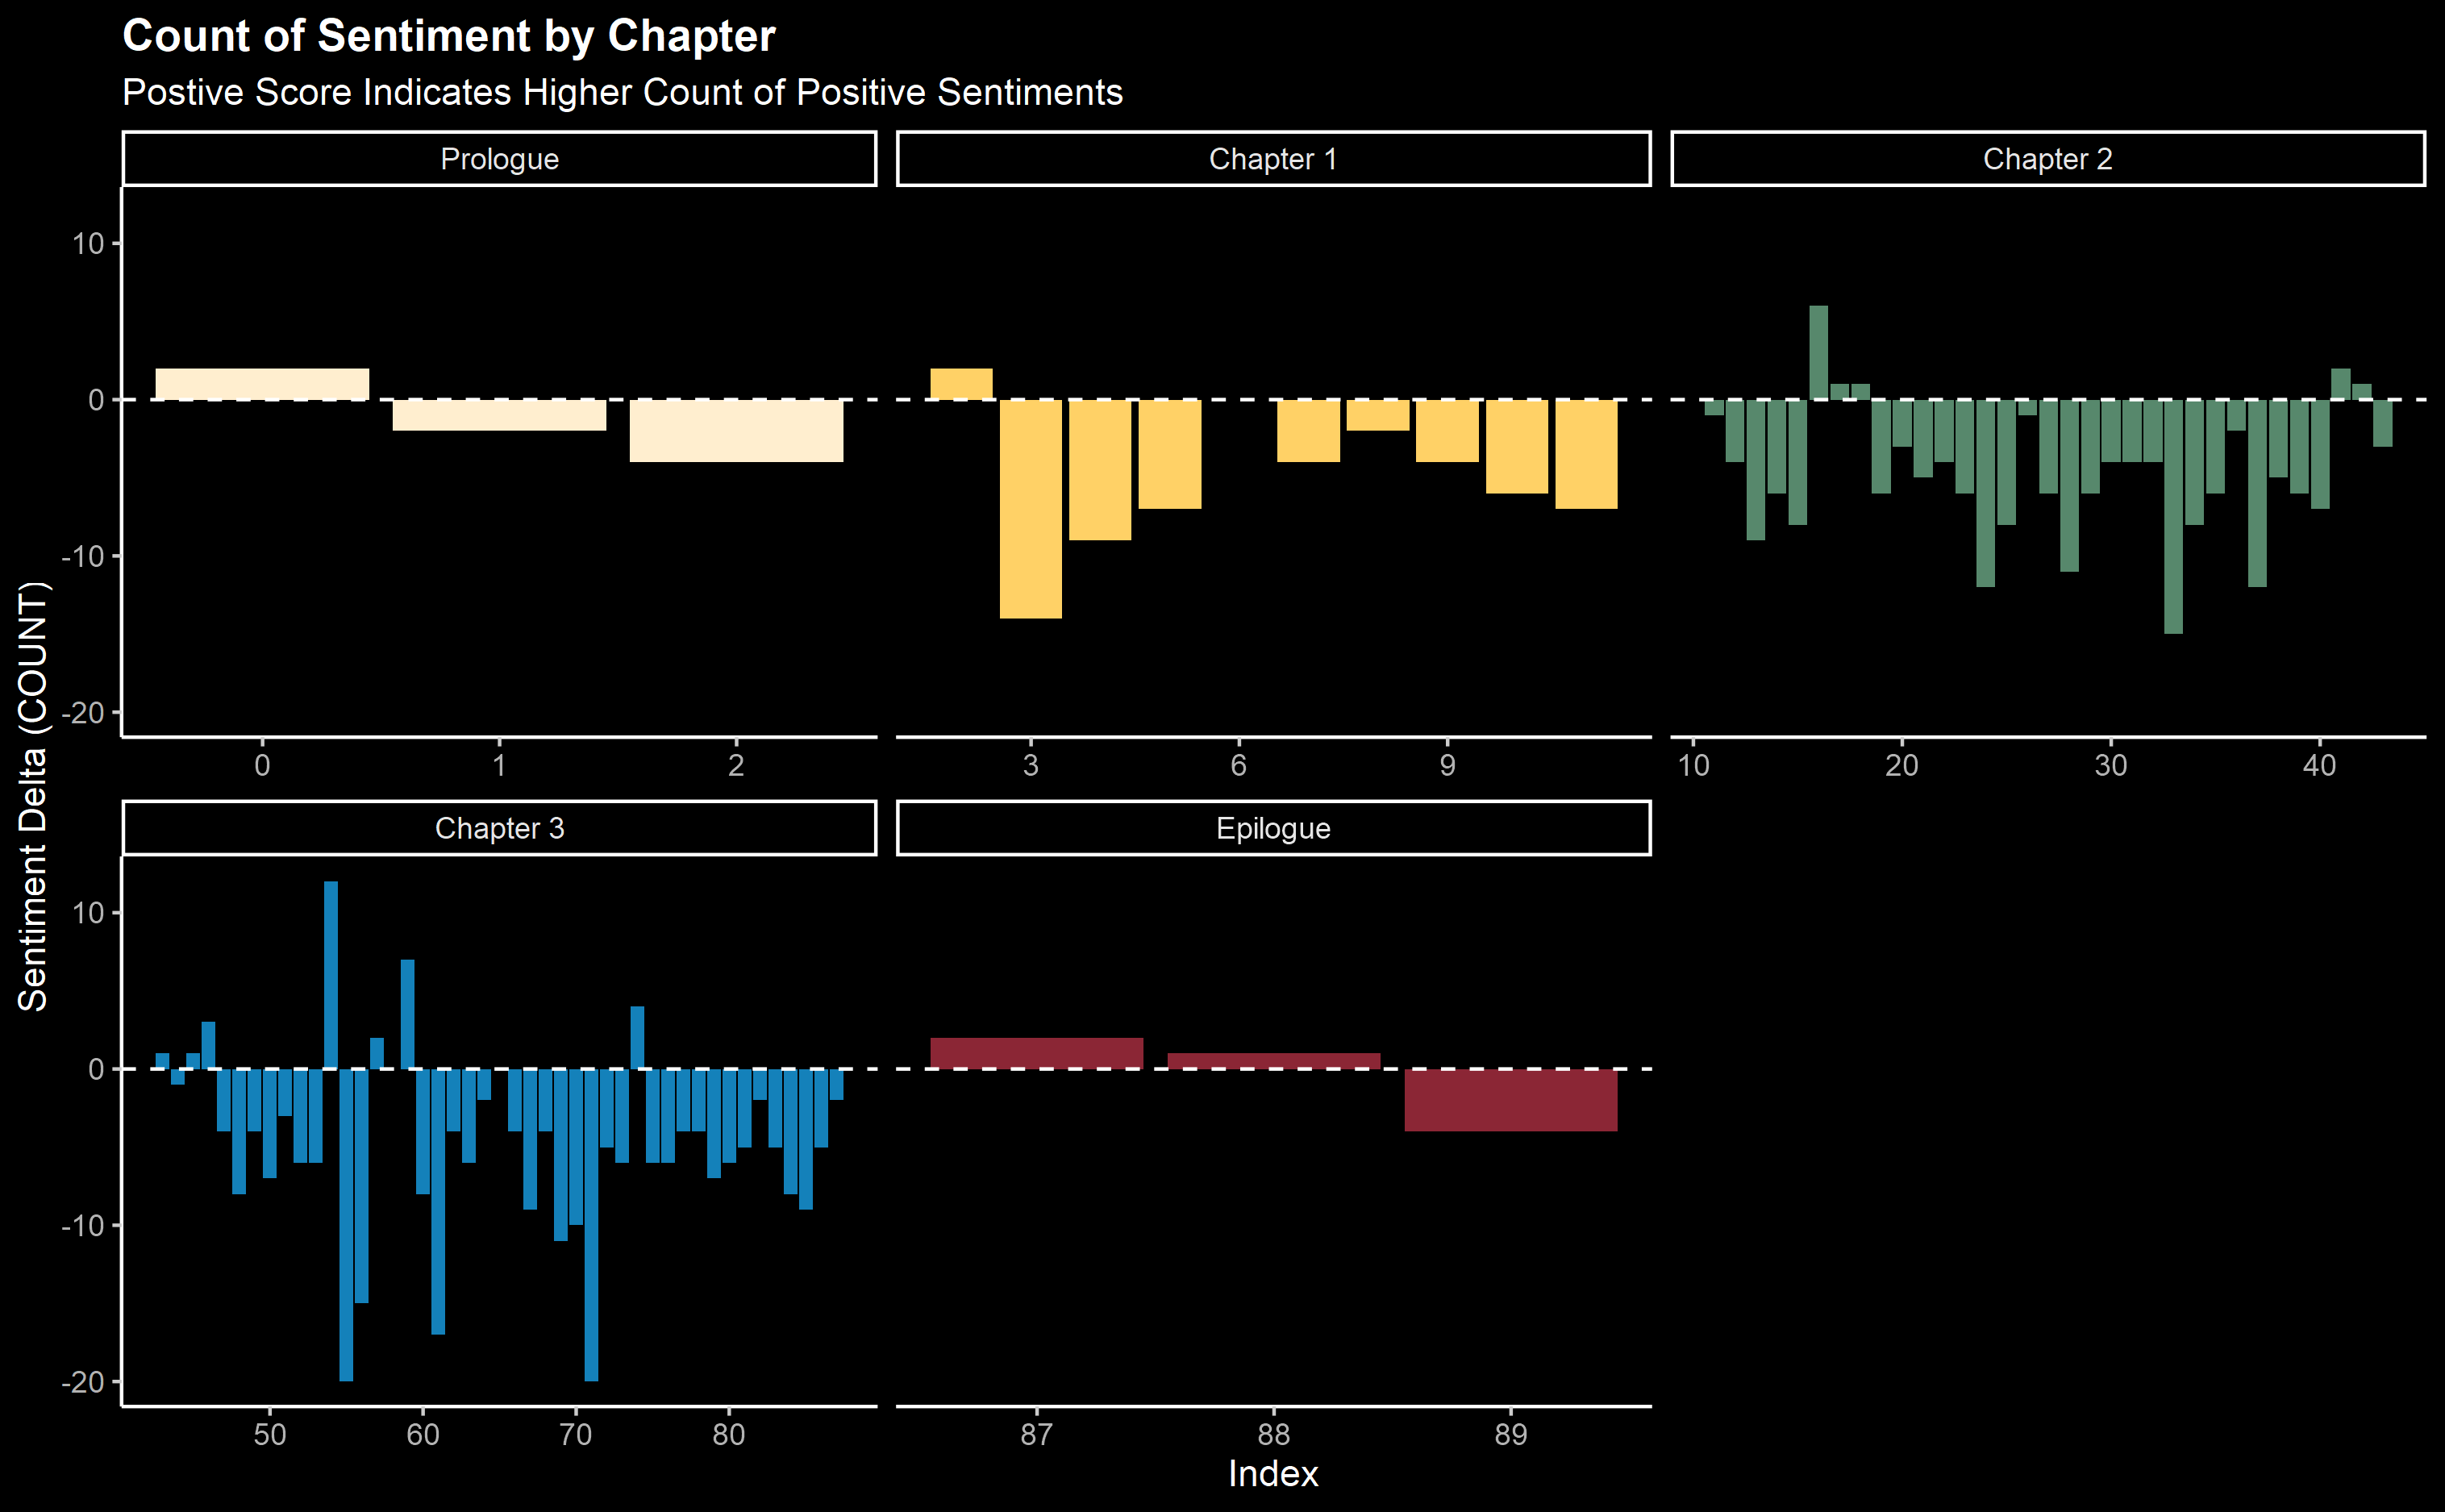 Count of Sentiment by Chapter
Postive Score Indicates Higher Count of Positive Sentiments
Prologue
Chapter 1
Chapter 2
10
0
-10
-20
0
1
2
3
6
9
10
20
30
40
Sentiment Delta (COUNT)
Chapter 3
Epilogue
10
0
-10
-20
50
60
70
80
87
88
89
Index